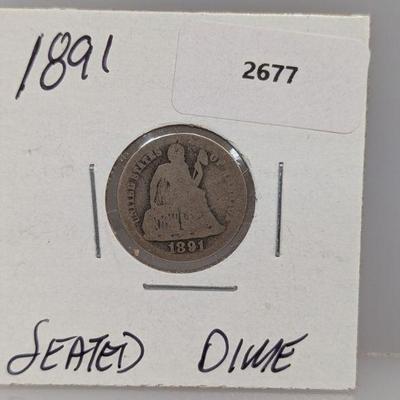 1891
2677
UNITED STATES OF AMERICA
1891
SEATED DIME